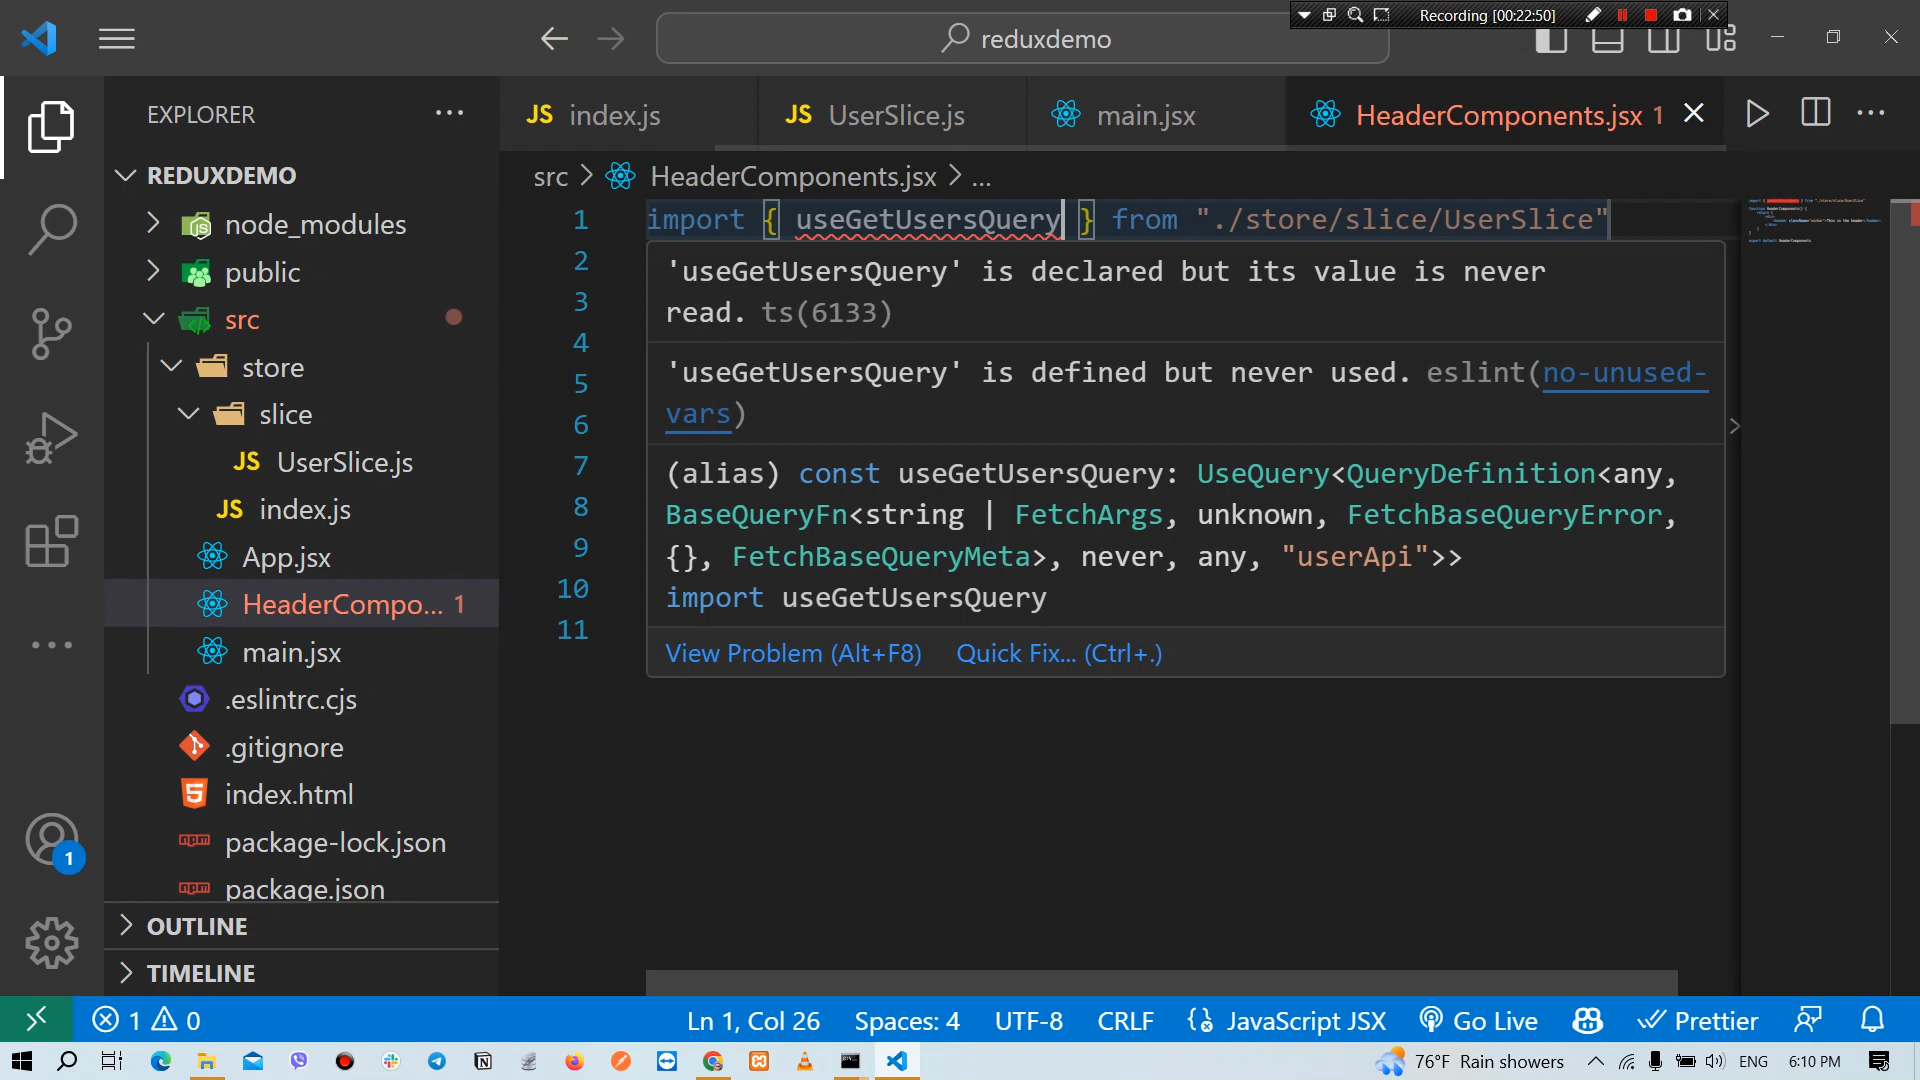 Recording [00:22:50]
reduxdemo
EXPLORER
JS index.js
JS UserSlice.js
main.jsx
HeaderComponents.jsx 1
REDUXDEMO
src > HeaderComponents.jsx > ...
node_modules
public
src
store
slice
JS UserSlice.js
JS index.js
App.jsx
HeaderCompo... 1
main.jsx
.eslintrc.cjs
.gitignore
index.html
package-lock.json
package.json
OUTLINE
TIMELINE
1 import { useGetUsersQuery } from "./store/slice/UserSlice"
2
3
4
5
6
7
8
9
10
11
'useGetUsersQuery' is declared but its value is never
read. ts(6133)
'useGetUsersQuery' is defined but never used. eslint(no-unused-
vars)
(alias) const useGetUsersQuery: UseQuery<QueryDefinition<any,
BaseQueryFn<string | FetchArgs, unknown, FetchBaseQueryError,
{}, FetchBaseQueryMeta>, never, any, "userApi">>
import useGetUsersQuery
View Problem (Alt+F8) Quick Fix... (Ctrl+.)
1
1 0
Ln 1, Col 26
Spaces: 4
UTF-8
CRLF
JavaScript JSX
Go Live
Prettier
76°F Rain showers
ENG
6:10 PM